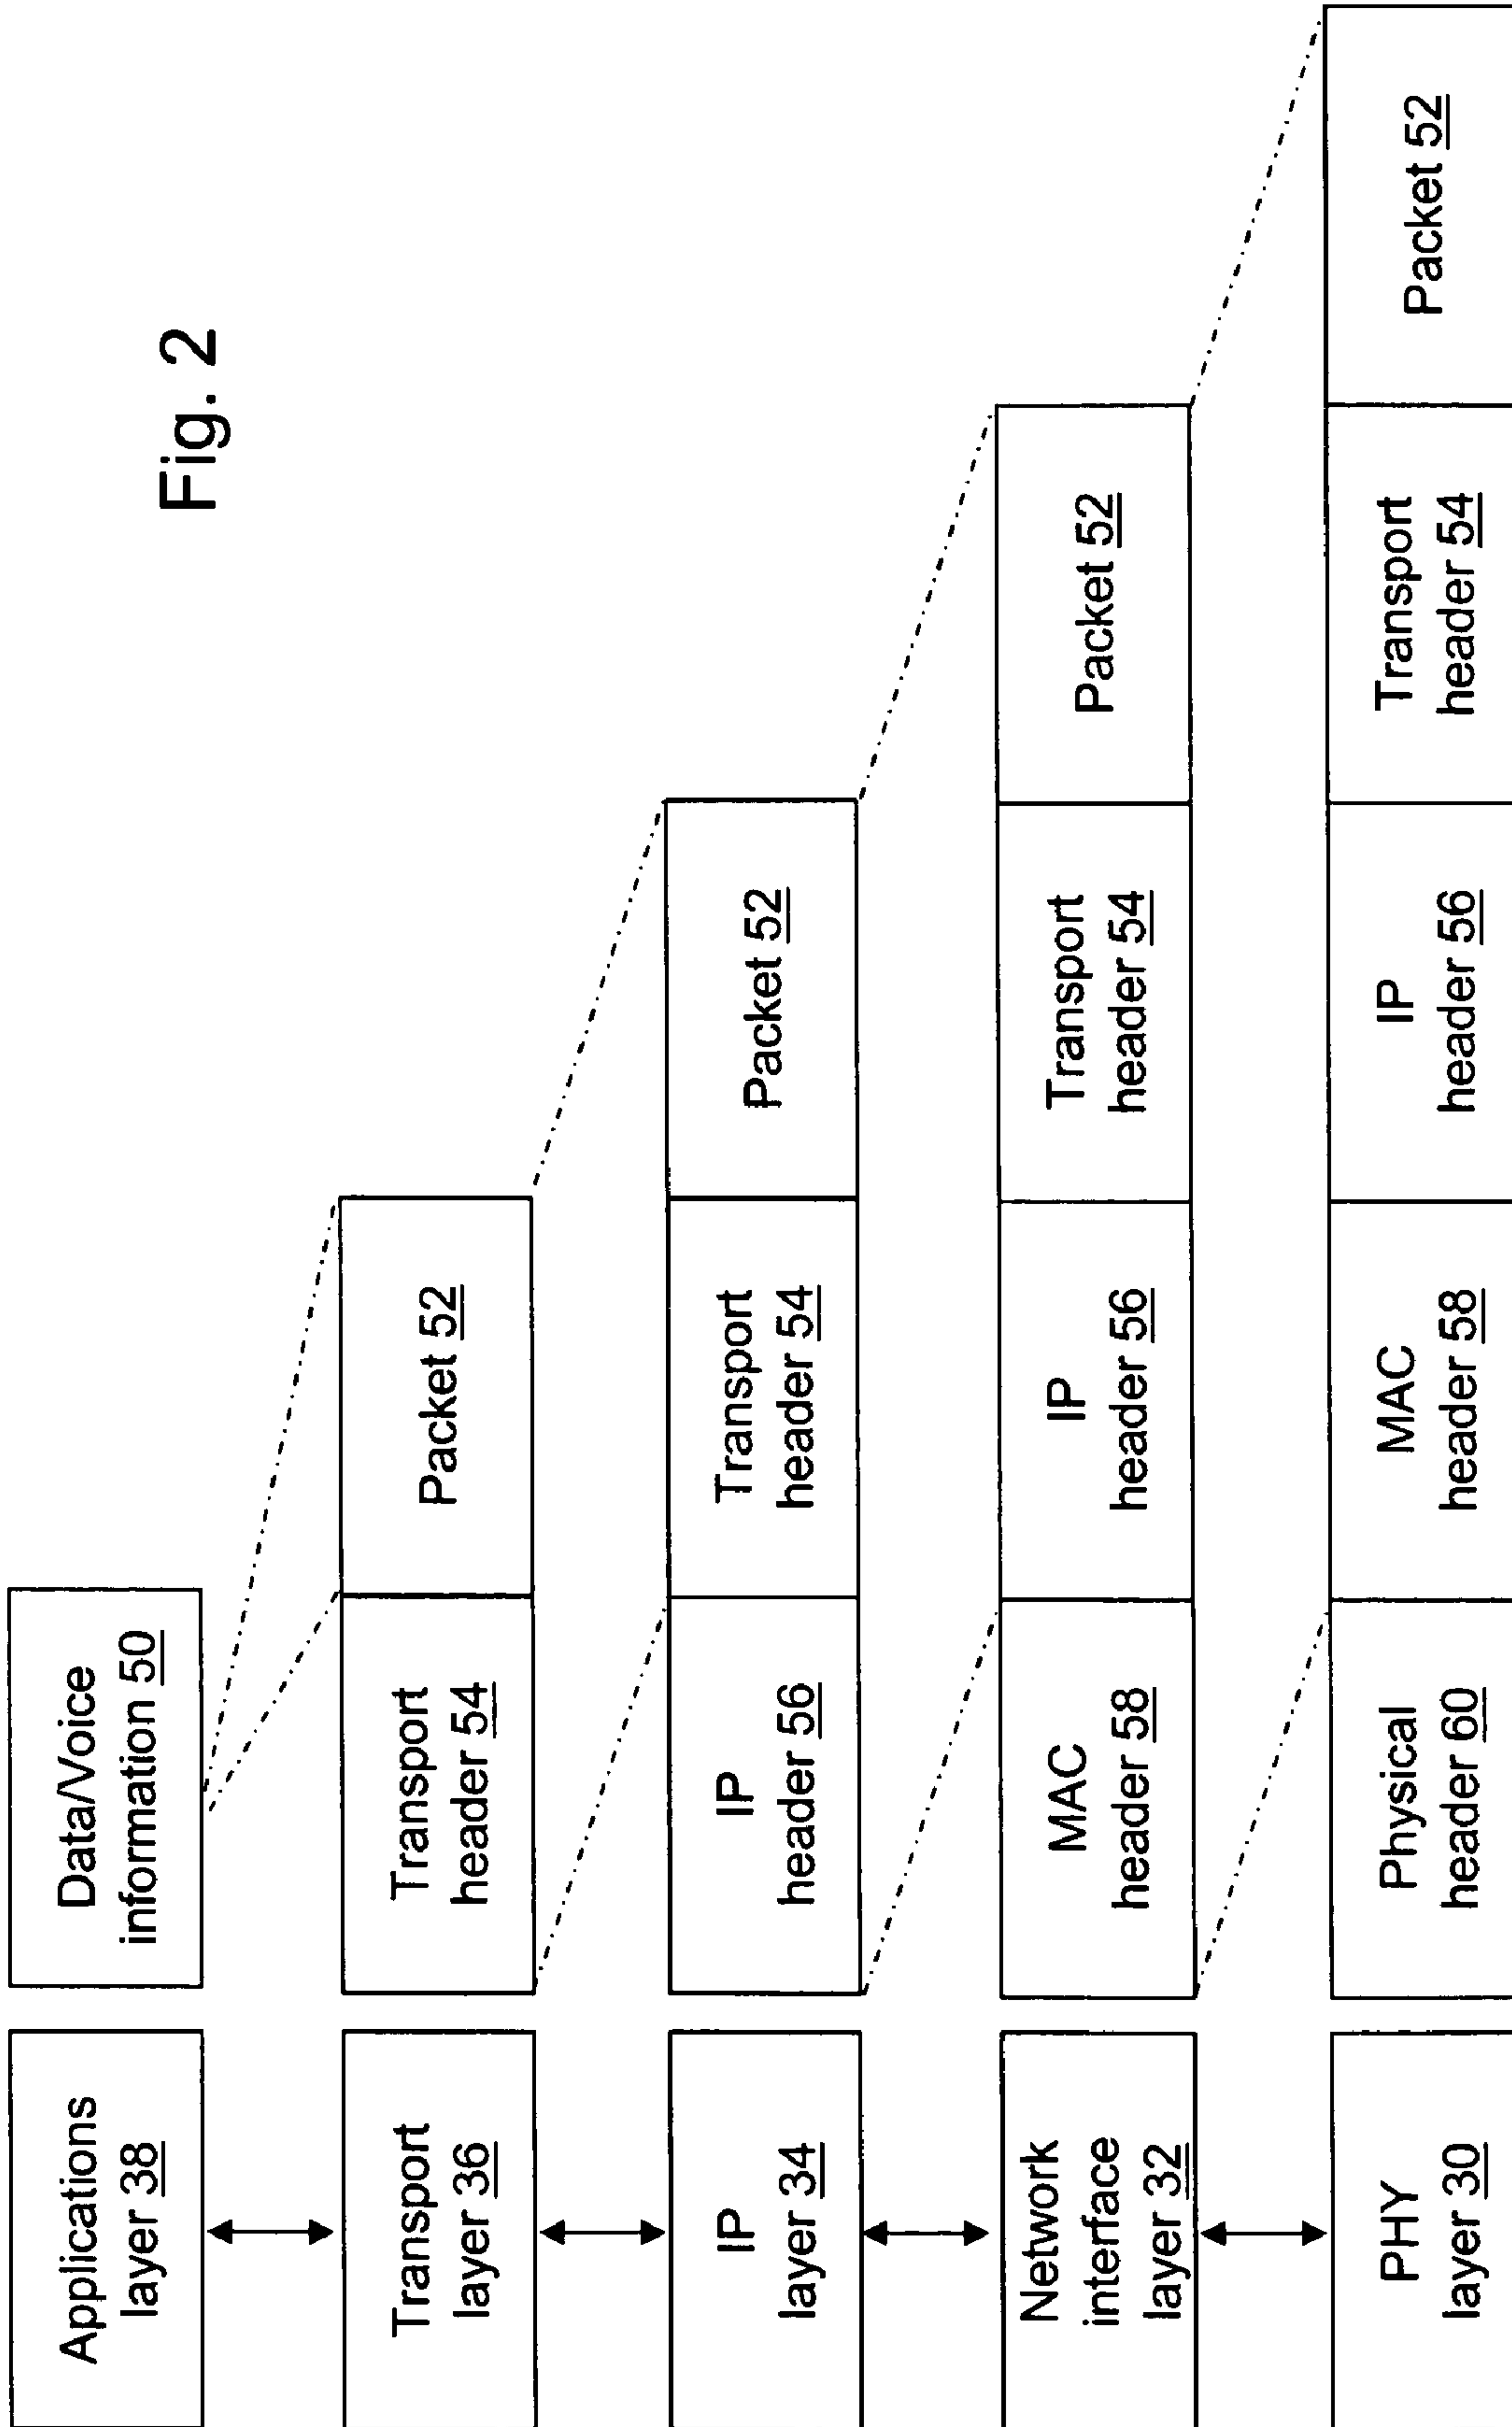 Fig. 2
Applications
layer 38
Data/Voice
information 50
Transport
layer 36
Transport
header 54
Packet 52
IP
layer 34
IP
header 56
Transport
header 54
Packet 52
Network
interface
layer 32
MAC
header 58
IP
header 56
Transport
header 54
Packet 52
PHY
layer 30
Physical
header 60
MAC
header 58
IP
header 56
Transport
header 54
Packet 52